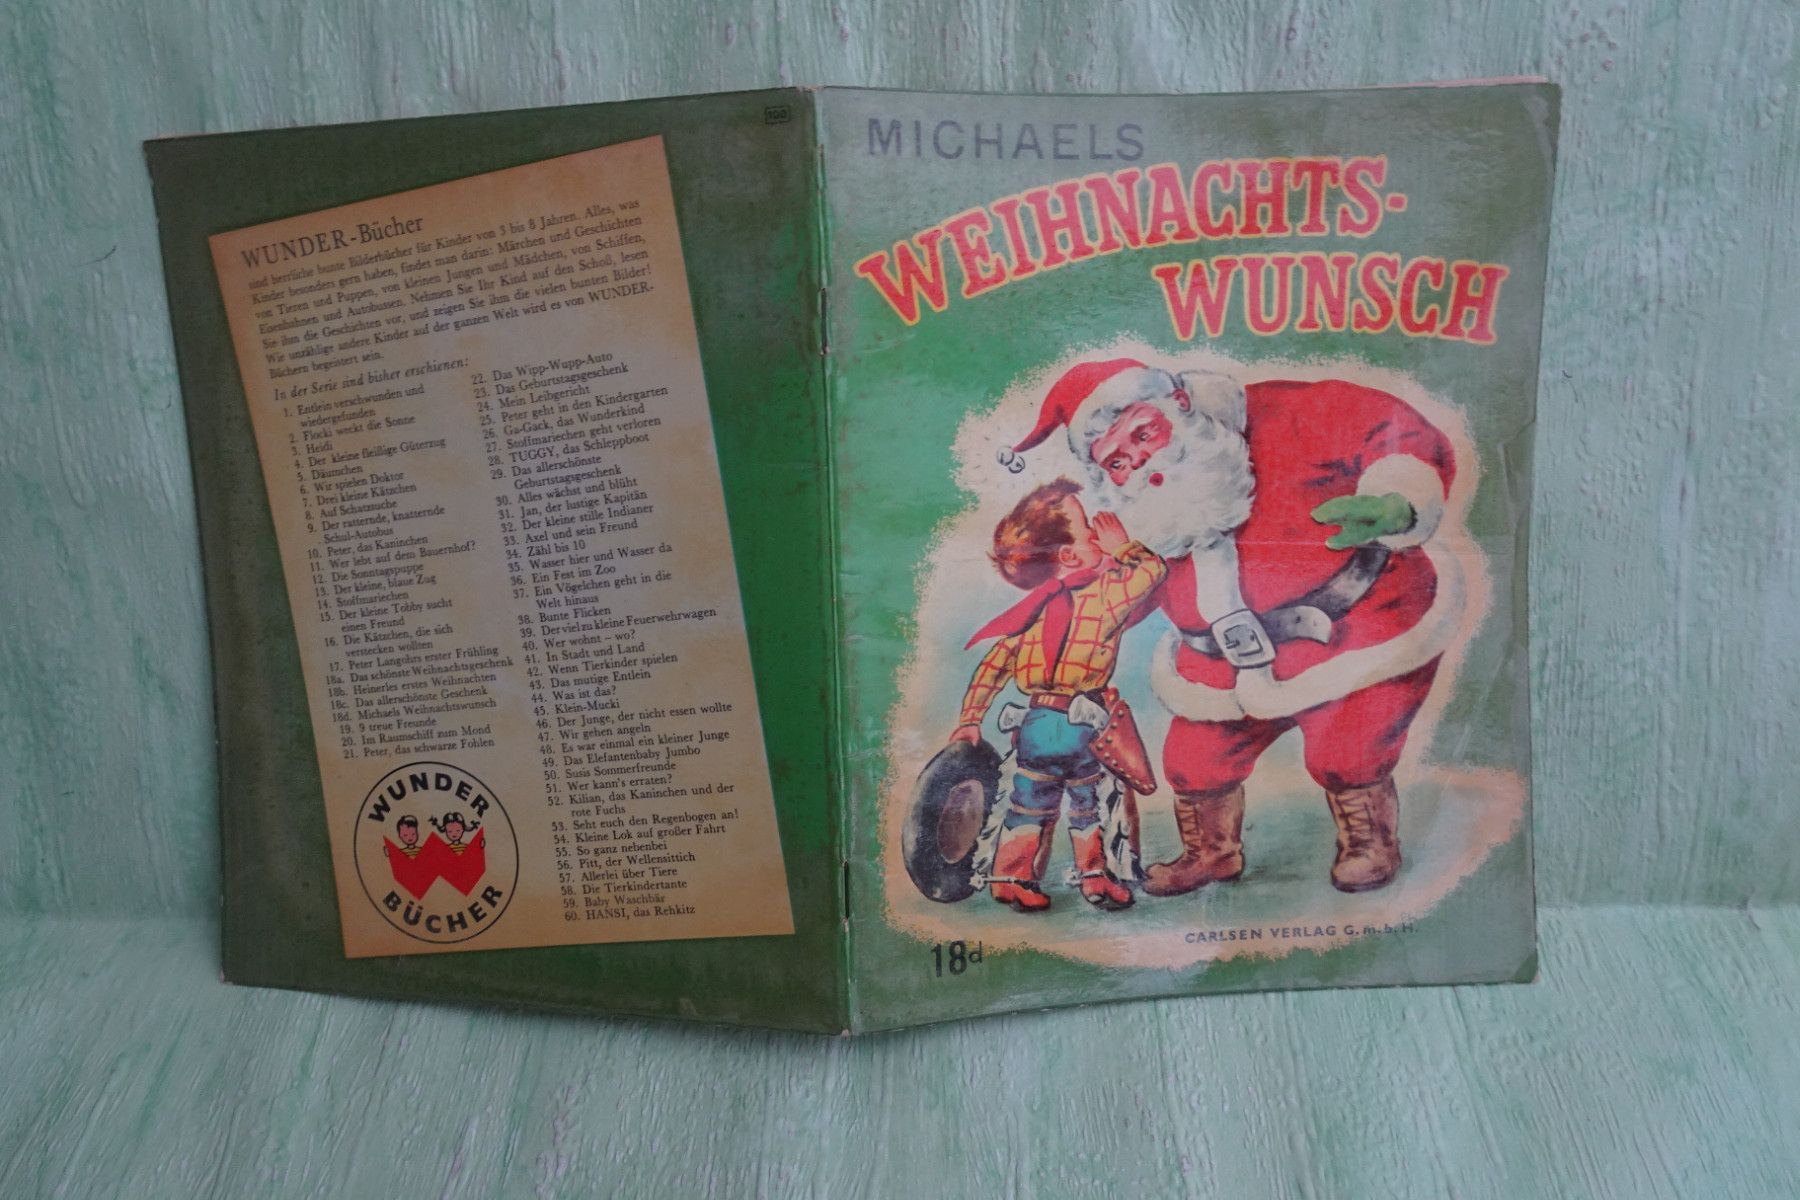 100
WUNDER-Bücher
sind herrliche bunte Bilderbücher für Kinder von 3 bis 8 Jahren. Alles, was
Kinder besonders gern haben, findet man darin: Märchen und Geschichten
von Tieren und Puppen, von kleinen Jungen und Mädchen, von Schiffen,
Eisenbahnen und Autobussen. Nehmen Sie Ihr Kind auf den Schoß, lesen
Sie ihm die Geschichten vor, und zeigen Sie ihm die vielen bunten Bilder!
Wie unzählige andere Kinder auf der ganzen Welt wird es von WUNDER-
Büchern begeistert sein.
In der Serie sind bisher erschienen:
1. Entlein verschwunden und
wiedergefunden
2. Flocki weckt die Sonne
3. Heidi
4. Der kleine fleißige Güterzug
5. Däumchen
6. Wir spielen Doktor
7. Drei kleine Kätzchen
8. Auf Schatzsuche
9. Der ratternde, knatternde
Schul-Autobus
10. Peter, das Kaninchen
11. Wer lebt auf dem Bauernhof?
12. Die Sonntagspuppe
13. Der kleine, blaue Zug
14. Stoffmariechen
15. Der kleine Tobby sucht
einen Freund
16. Die Kätzchen, die sich
verstecken wollten
17. Peter Langohrs erster Frühling
18a. Das schönste Weihnachtsgeschenk
18b. Heinerles erstes Weihnachten
18c. Das allerschönste Geschenk
18d. Michaels Weihnachtswunsch
19. 9 treue Freunde
20. Im Raumschiff zum Mond
21. Peter, das schwarze Fohlen
22. Das Wipp-Wupp-Auto
23. Das Geburtstagsgeschenk
24. Mein Leibgericht
25. Peter geht in den Kindergarten
26. Ga-Gack, das Wunderkind
27. Stoffmariechen geht verloren
28. TUGGY, das Schleppboot
29. Das allerschönste
Geburtstagsgeschenk
30. Alles wächst und blüht
31. Jan, der lustige Kapitän
32. Der kleine stille Indianer
33. Axel und sein Freund
34. Zähl bis 10
35. Wasser hier und Wasser da
36. Ein Fest im Zoo
37. Ein Vögelchen geht in die
Welt hinaus
38. Bunte Flicken
39. Der viel zu kleine Feuerwehrwagen
40. Wer wohnt – wo?
41. In Stadt und Land
42. Wenn Tierkinder spielen
43. Das mutige Entlein
44. Was ist das?
45. Klein-Mucki
46. Der Junge, der nicht essen wollte
47. Wir gehen angeln
48. Es war einmal ein kleiner Junge
49. Das Elefantenbaby Jumbo
50. Susis Sommerfreunde
51. Wer kann's erraten?
52. Kilian, das Kaninchen und der
rote Fuchs
53. Seht euch den Regenbogen an!
54. Kleine Lok auf großer Fahrt
55. So ganz nebenbei
56. Pitt, der Wellensittich
57. Allerlei über Tiere
58. Die Tierkindertante
59. Baby Waschbär
60. HANSI, das Rehkitz
WUNDER
W
BÜCHER
MICHAELS
WEIHNACHTS-
WUNSCH
CARLSEN VERLAG G.m.b.H.
18d